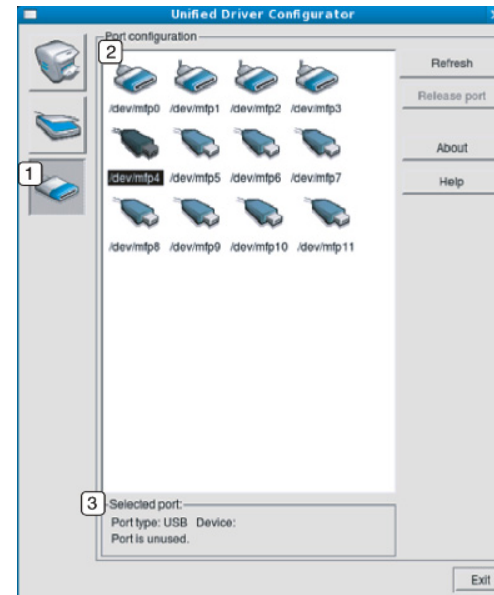 Unified Driver Configurator
Port configuration
1
2
/dev/mfp0 /dev/mfp1 /dev/mfp2 /dev/mfp3
/dev/mfp4 /dev/mfp5 /dev/mfp6 /dev/mfp7
/dev/mfp8 /dev/mfp9 /dev/mfp10 /dev/mfp11
Refresh
Release port
About
Help
3
Selected port:
Port type: USB Device:
Port is unused.
Exit